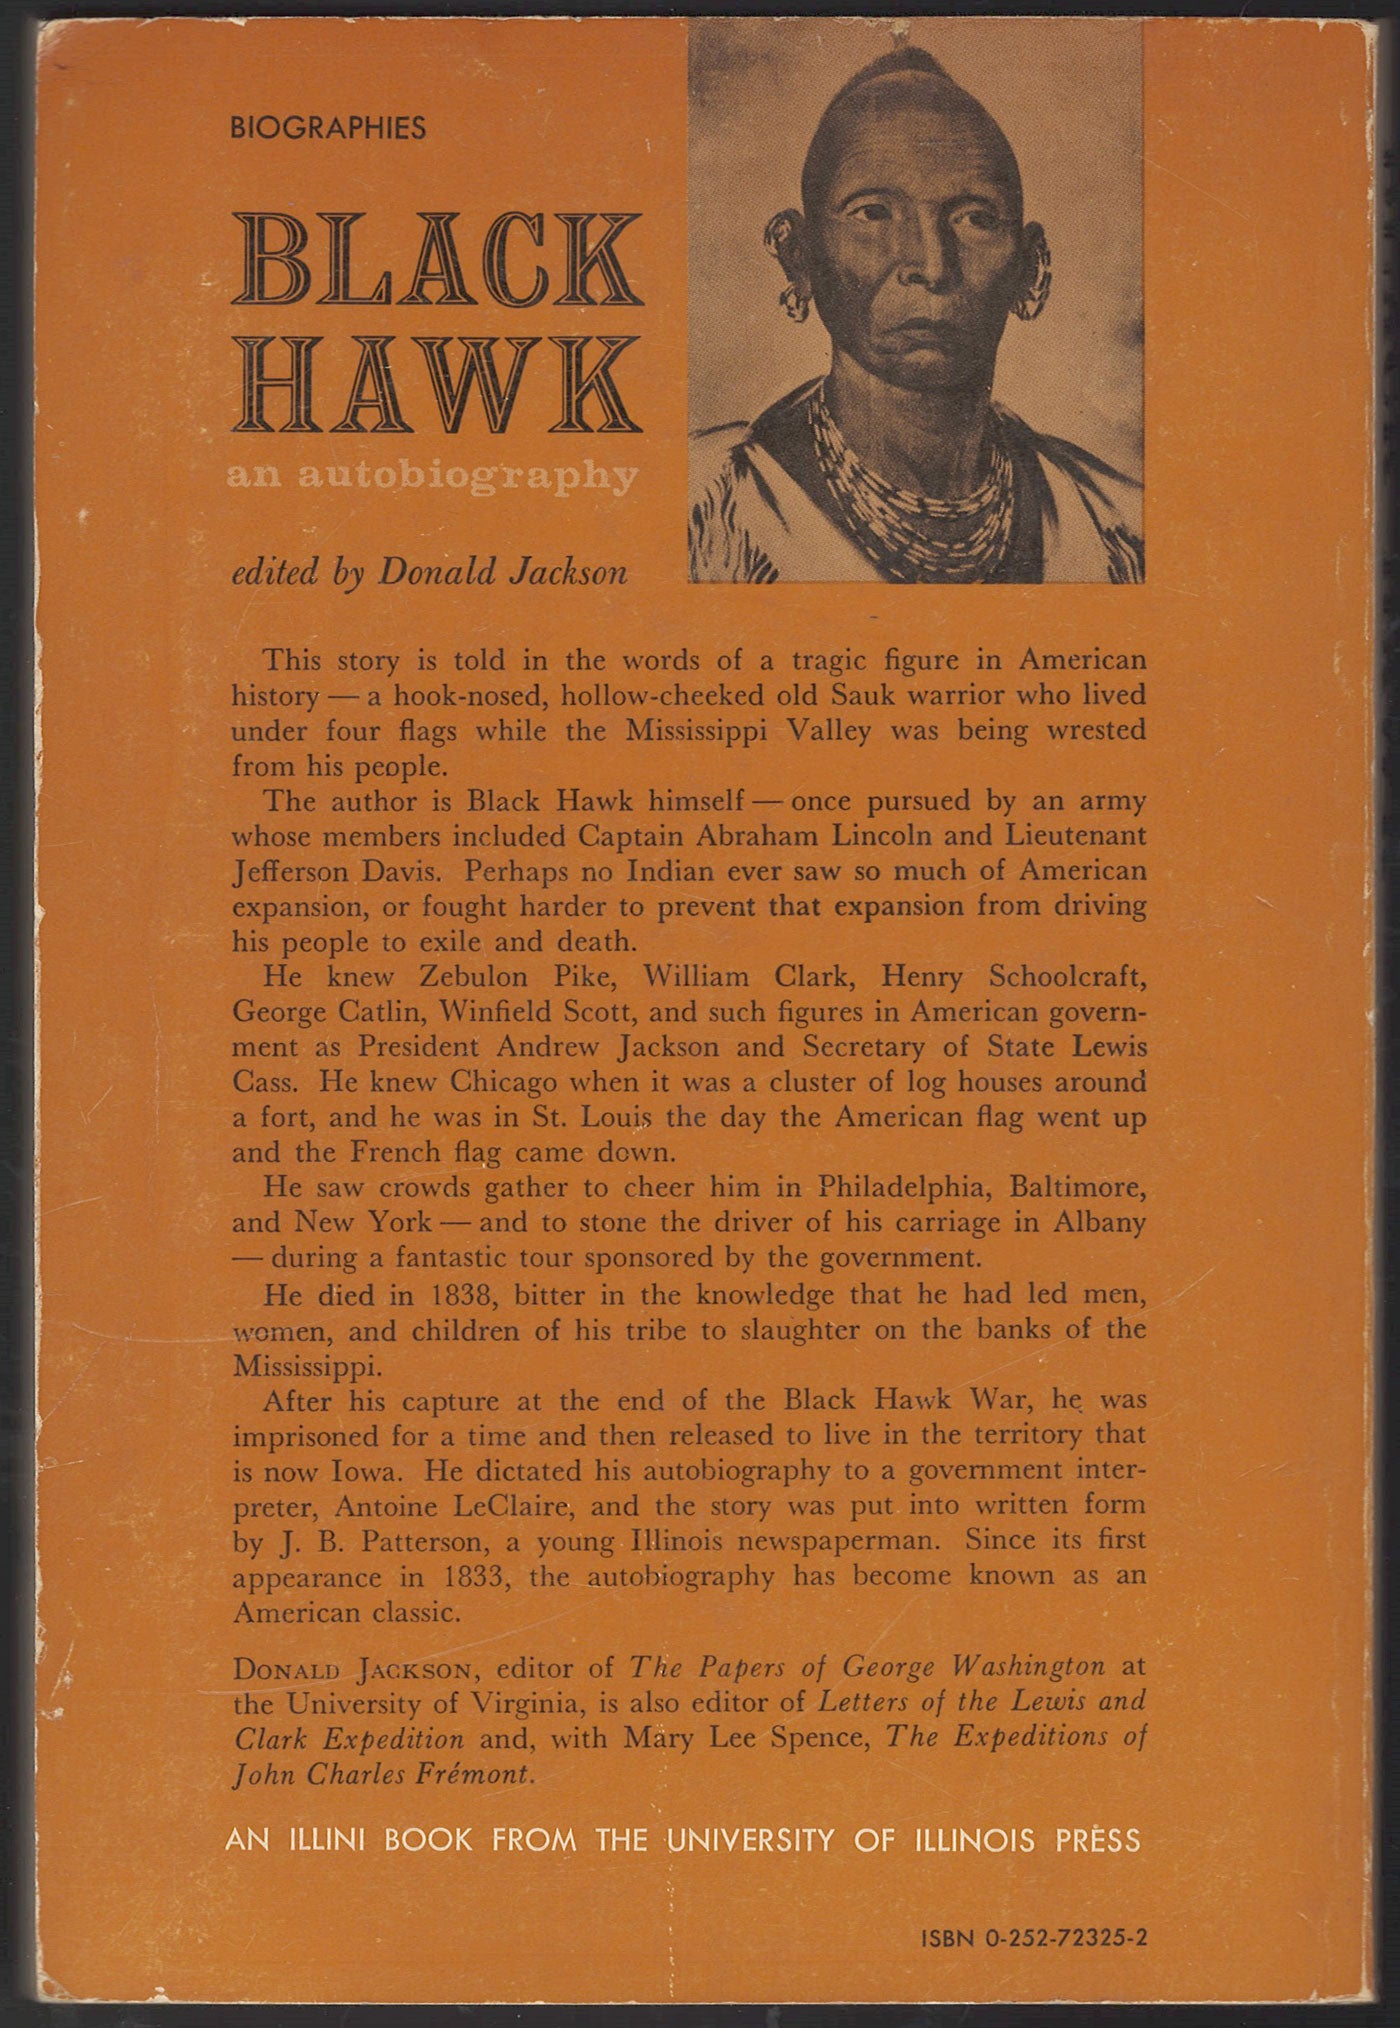 BIOGRAPHIES
BLACK
HAWK
an autobiography
edited by Donald Jackson
This story is told in the words of a tragic figure in American
history — a hook-nosed, hollow-cheeked old Sauk warrior who lived
under four flags while the Mississippi Valley was being wrested
from his people.
The author is Black Hawk himself — once pursued by an army
whose members included Captain Abraham Lincoln and Lieutenant
Jefferson Davis. Perhaps no Indian ever saw so much of American
expansion, or fought harder to prevent that expansion from driving
his people to exile and death.
He knew Zebulon Pike, William Clark, Henry Schoolcraft,
George Catlin, Winfield Scott, and such figures in American govern-
ment as President Andrew Jackson and Secretary of State Lewis
Cass. He knew Chicago when it was a cluster of log houses around
a fort, and he was in St. Louis the day the American flag went up
and the French flag came down.
He saw crowds gather to cheer him in Philadelphia, Baltimore,
and New York — and to stone the driver of his carriage in Albany
— during a fantastic tour sponsored by the government.
He died in 1838, bitter in the knowledge that he had led men,
women, and children of his tribe to slaughter on the banks of the
Mississippi.
After his capture at the end of the Black Hawk War, he was
imprisoned for a time and then released to live in the territory that
is now Iowa. He dictated his autobiography to a government inter-
preter, Antoine LeClaire, and the story was put into written form
by J. B. Patterson, a young Illinois newspaperman. Since its first
appearance in 1833, the autobiography has become known as an
American classic.
DONALD JACKSON, editor of The Papers of George Washington at
the University of Virginia, is also editor of Letters of the Lewis and
Clark Expedition and, with Mary Lee Spence, The Expeditions of
John Charles Frémont.
AN ILLINI BOOK FROM THE UNIVERSITY OF ILLINOIS PRESS
ISBN 0-252-72325-2